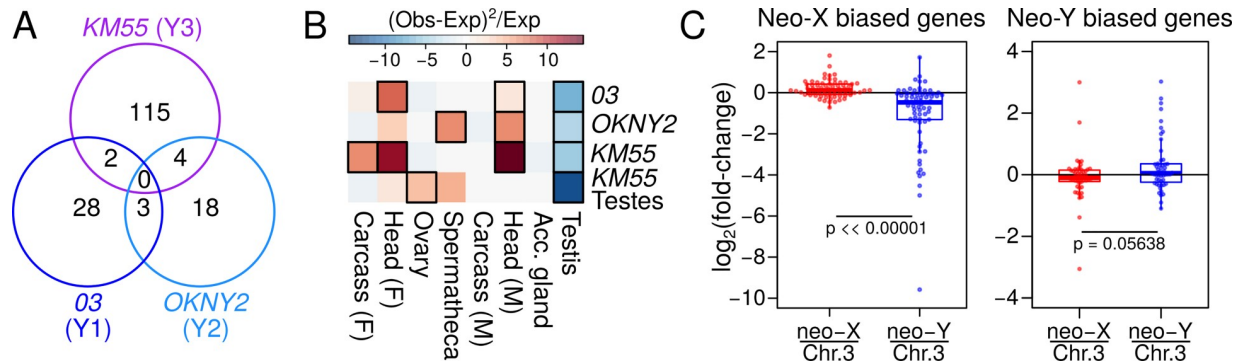 A
KM55 (Y3)
115
2
4
0
28
3
18
03
(Y1)
OKNY2
(Y2)
B
(Obs-Exp)²/Exp
−10 −5 0 5 10
03
OKNY2
KM55
KM55
Testes
Carcass (F)
Head (F)
Ovary
Spermatheca
Carcass (M)
Head (M)
Acc. gland
Testis
C
Neo-X biased genes
log₂(fold-change)
2
0
−2
−4
−6
−8
−10
p << 0.00001
neo−X
Chr.3
neo−Y
Chr.3
Neo-Y biased genes
4
2
0
−2
−4
p = 0.05638
neo−X
Chr.3
neo−Y
Chr.3